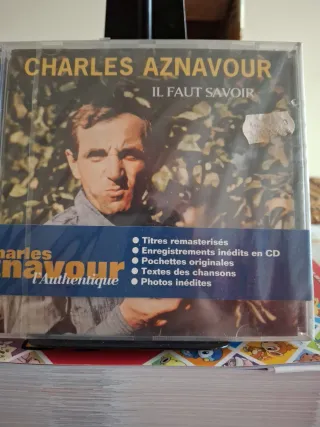 CHARLES AZNAVOUR
IL FAUT SAVOIR
harles
znavour
l'Authentique
● Titres remasterisés
● Enregistrements inédits en CD
● Pochettes originales
● Textes des chansons
● Photos inédites